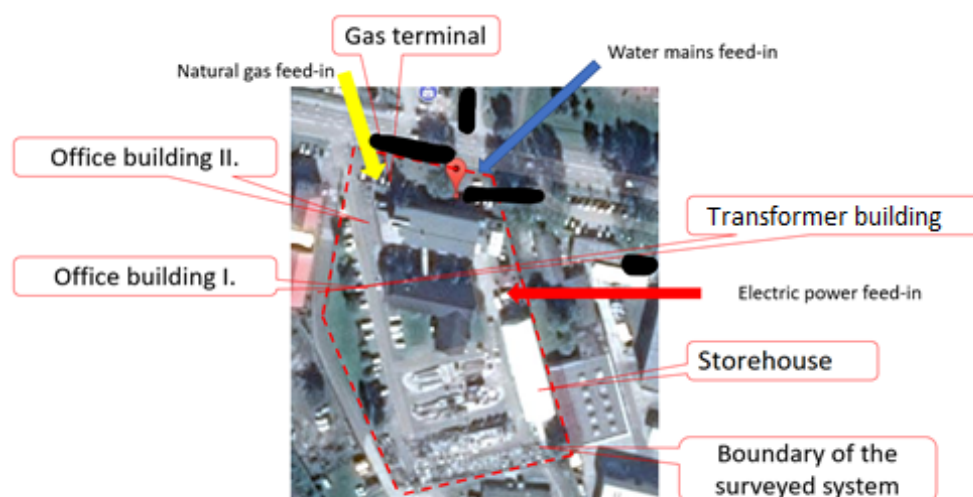 Gas terminal
Water mains feed-in
Natural gas feed-in
Office building II.
Transformer building
Office building I.
Electric power feed-in
Storehouse
Boundary of the
surveyed system